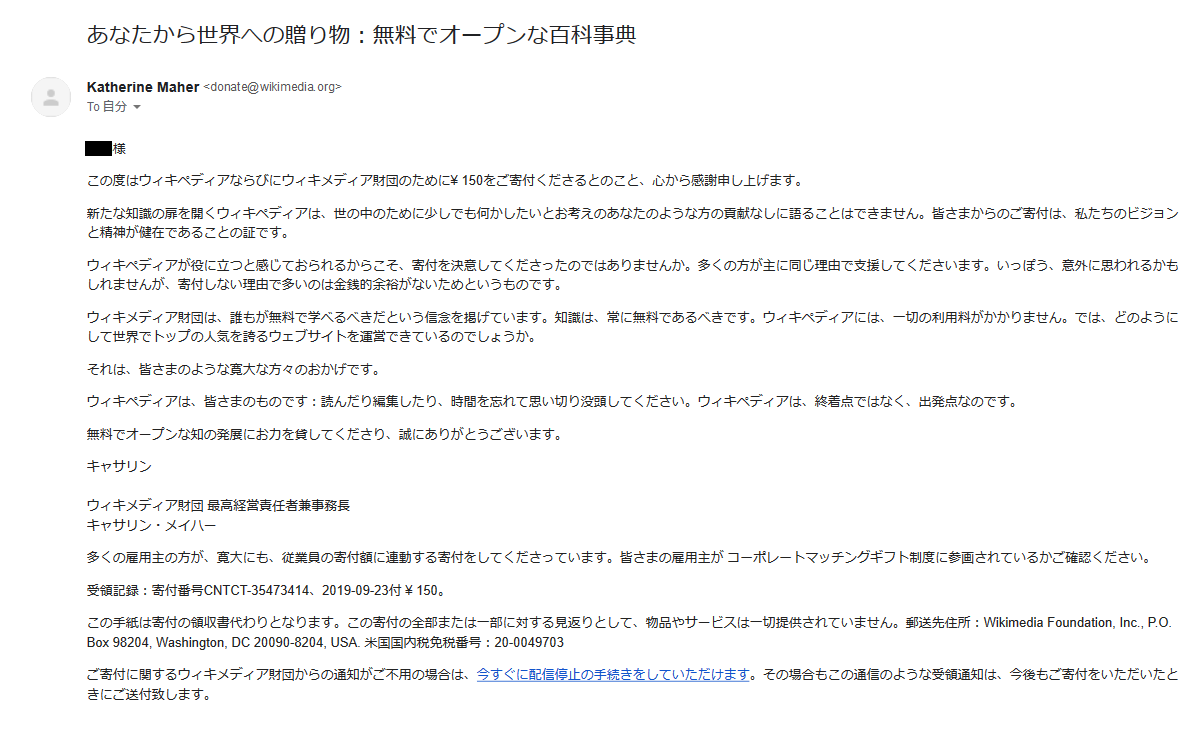 あなたから世界への贈り物：無料でオープンな百科事典
Katherine Maher <donate@wikimedia.org>
To 自分
様
この度はウィキペディアならびにウィキメディア財団のために¥ 150をご寄付くださるとのこと、心から感謝申し上げます。
新たな知識の扉を開くウィキペディアは、世の中のために少しでも何かしたいとお考えのあなたのような方の貢献なしに語ることはできません。皆さまからのご寄付は、私たちのビジョン
と精神が健在であることの証です。
ウィキペディアが役に立つと感じておられるからこそ、寄付を決意してくださったのではありませんか。多くの方が主に同じ理由で支援してくださいます。いっぽう、意外に思われるかも
しれませんが、寄付しない理由で多いのは金銭的余裕がないためというものです。
ウィキメディア財団は、誰もが無料で学べるべきだという信念を掲げています。知識は、常に無料であるべきです。ウィキペディアには、一切の利用料がかかりません。では、どのように
して世界でトップの人気を誇るウェブサイトを運営できているのでしょうか。
それは、皆さまのような寛大な方々のおかげです。
ウィキペディアは、皆さまのものです：読んだり編集したり、時間を忘れて思い切り没頭してください。ウィキペディアは、終着点ではなく、出発点なのです。
無料でオープンな知の発展にお力を貸してくださり、誠にありがとうございます。
キャサリン
ウィキメディア財団 最高経営責任者兼事務長
キャサリン・メイハー
多くの雇用主の方が、寛大にも、従業員の寄付額に連動する寄付をしてくださっています。皆さまの雇用主が コーポレートマッチングギフト制度に参画されているかご確認ください。
受領記録：寄付番号CNTCT-35473414、2019-09-23付 ¥ 150。
この手紙は寄付の領収書代わりとなります。この寄付の全部または一部に対する見返りとして、物品やサービスは一切提供されていません。郵送先住所：Wikimedia Foundation, Inc., P.O.
Box 98204, Washington, DC 20090-8204, USA. 米国国内税免税番号：20-0049703
ご寄付に関するウィキメディア財団からの通知がご不用の場合は、今すぐに配信停止の手続きをしていただけます。その場合もこの通信のような受領通知は、今後もご寄付をいただいたと
きにご送付致します。